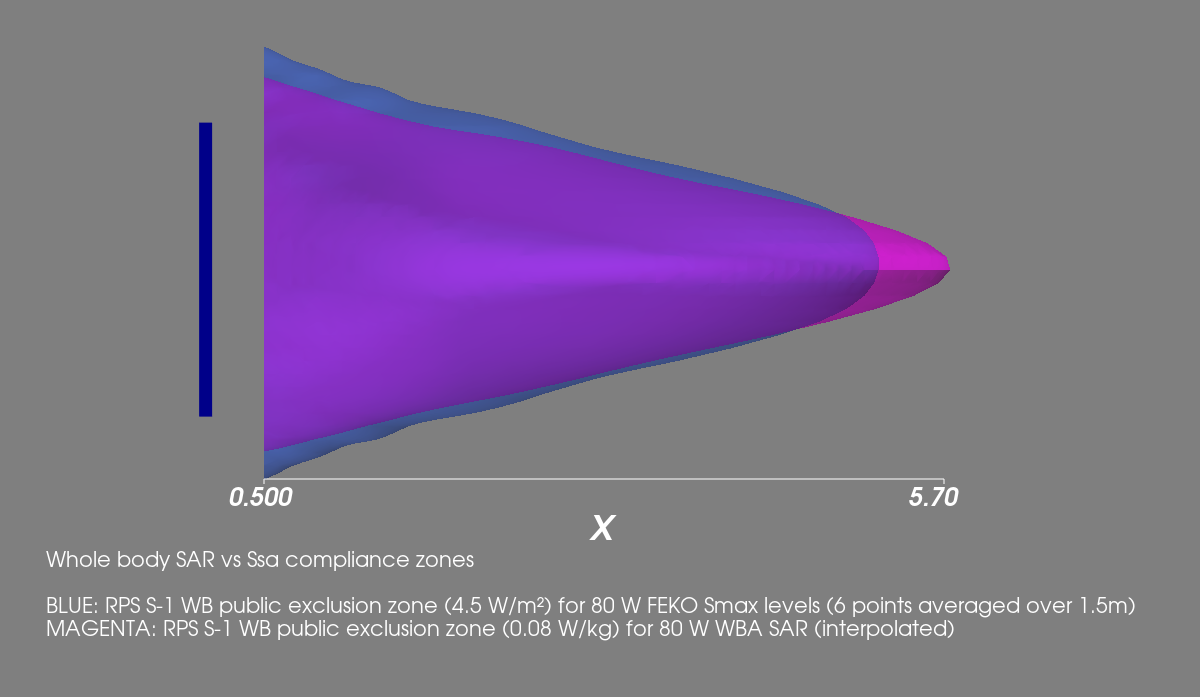 0.500 5.70
X
Whole body SAR vs Ssa compliance zones
BLUE: RPS S-1 WB public exclusion zone (4.5 W/m²) for 80 W FEKO Smax levels (6 points averaged over 1.5m)
MAGENTA: RPS S-1 WB public exclusion zone (0.08 W/kg) for 80 W WBA SAR (interpolated)